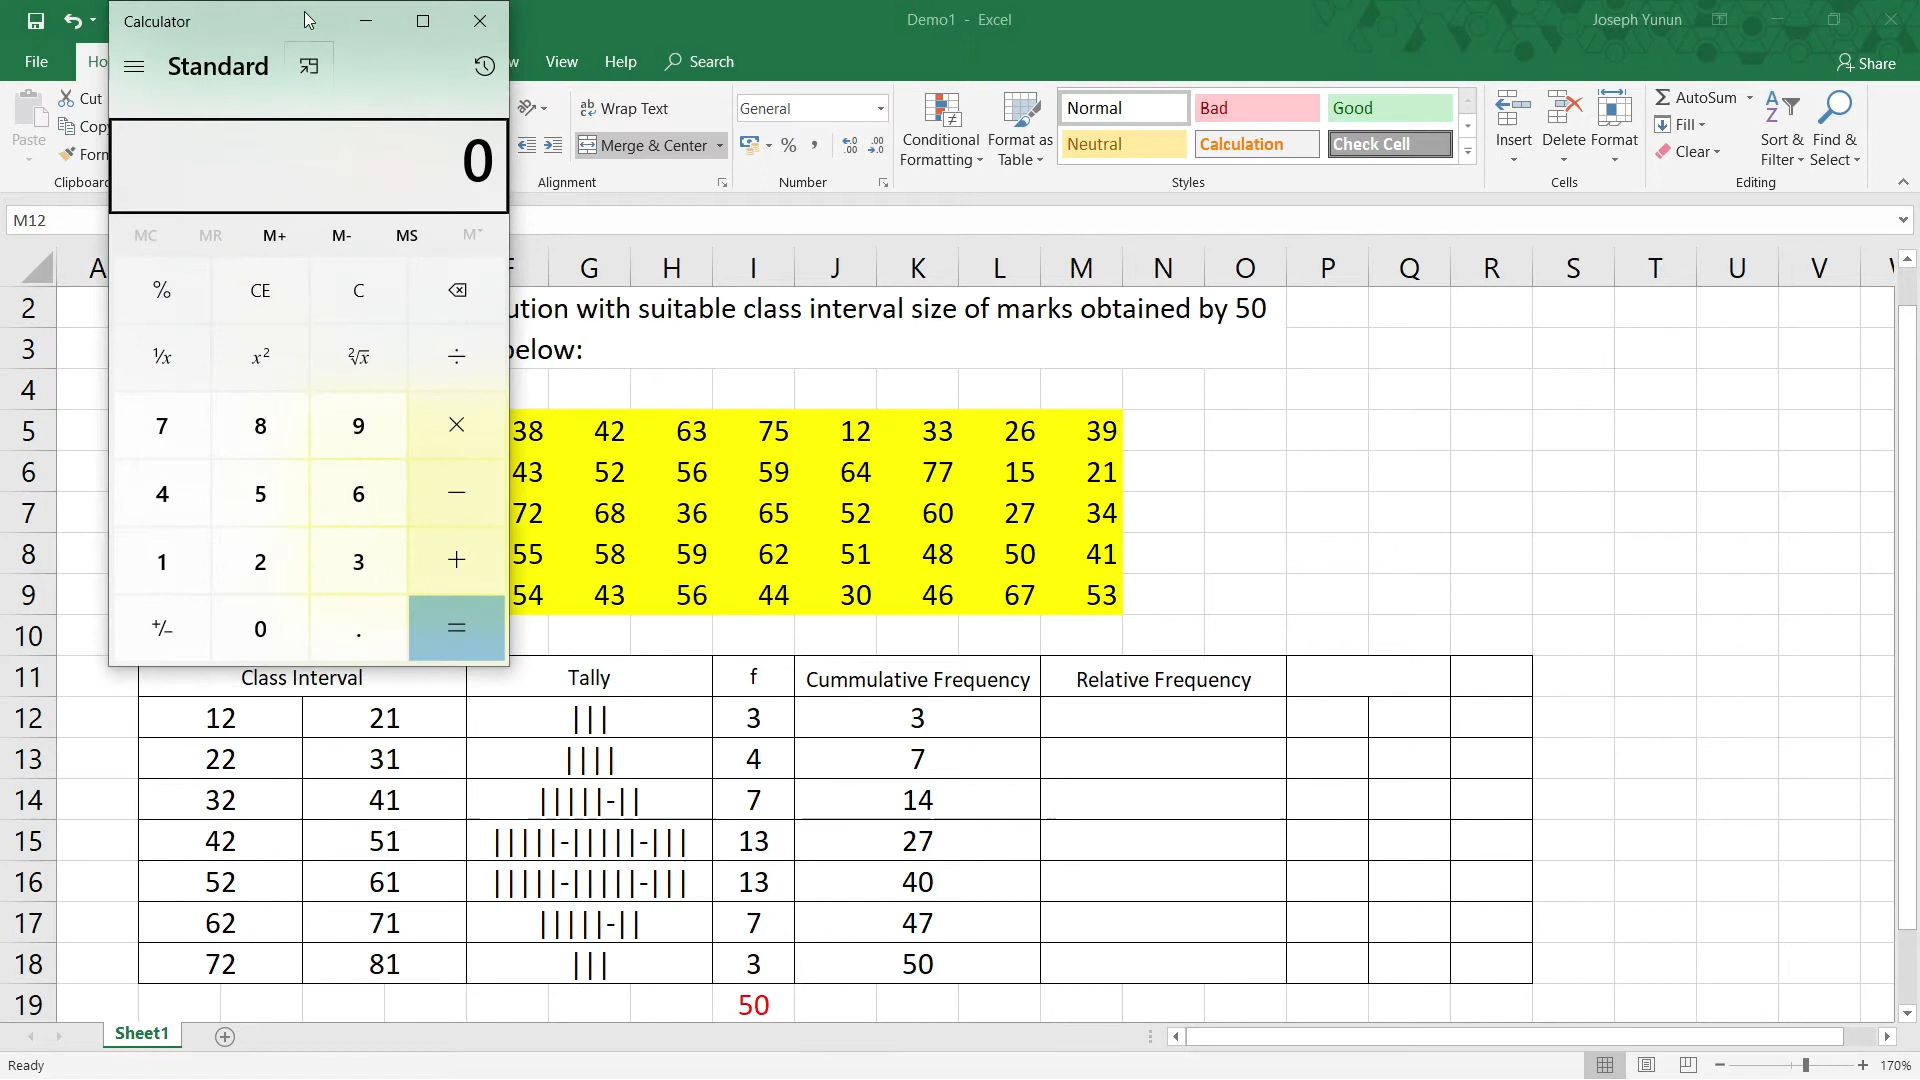 Calculator
Demo1 - Excel
Joseph Yunun
File
Ho
Standard
w View Help Search
Share
Cut
Wrap Text
General
Conditional Formatting
Format as Table
Normal Bad Good
Insert Delete Format
AutoSum
Sort & Filter
Find & Select
Paste
Copy
Merge & Center
%
Neutral Calculation Check Cell
Fill
Form
Clear
Clipboard
Alignment
Number
Styles
Cells
Editing
0
M12
MC MR M+ M- MS M
% CE C
⅟x x² ²√x ÷
7 8 9 ×
4 5 6 −
1 2 3 +
+/− 0 . =
A F G H I J K L M N O P Q R S T U V
2 ution with suitable class interval size of marks obtained by 50
3 below:
4
5 38 42 63 75 12 33 26 39
6 43 52 56 59 64 77 15 21
7 72 68 36 65 52 60 27 34
8 55 58 59 62 51 48 50 41
9 54 43 56 44 30 46 67 53
10
11 Class Interval Tally f Cummulative Frequency Relative Frequency
12 12 21 ||| 3 3
13 22 31 |||| 4 7
14 32 41 |||||-|| 7 14
15 42 51 |||||-|||||-||| 13 27
16 52 61 |||||-|||||-||| 13 40
17 62 71 |||||-|| 7 47
18 72 81 ||| 3 50
19 50
Sheet1
Ready
170%